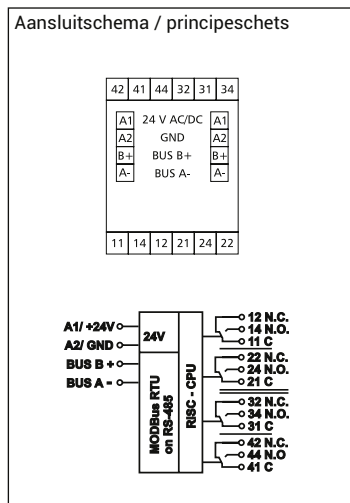 Aansluitschema / principeschets
42 41 44 32 31 34
A1 24 V AC/DC A1
A2 GND A2
B+ BUS B+ B+
A- BUS A- A-
11 14 12 21 24 22
A1/ +24V
A2/ GND
BUS B +
BUS A -
24V
MODBus RTU
on RS-485
RISC - CPU
12 N.C.
14 N.O.
11 C
22 N.C.
24 N.O.
21 C
32 N.C.
34 N.O.
31 C
42 N.C.
44 N.O
41 C